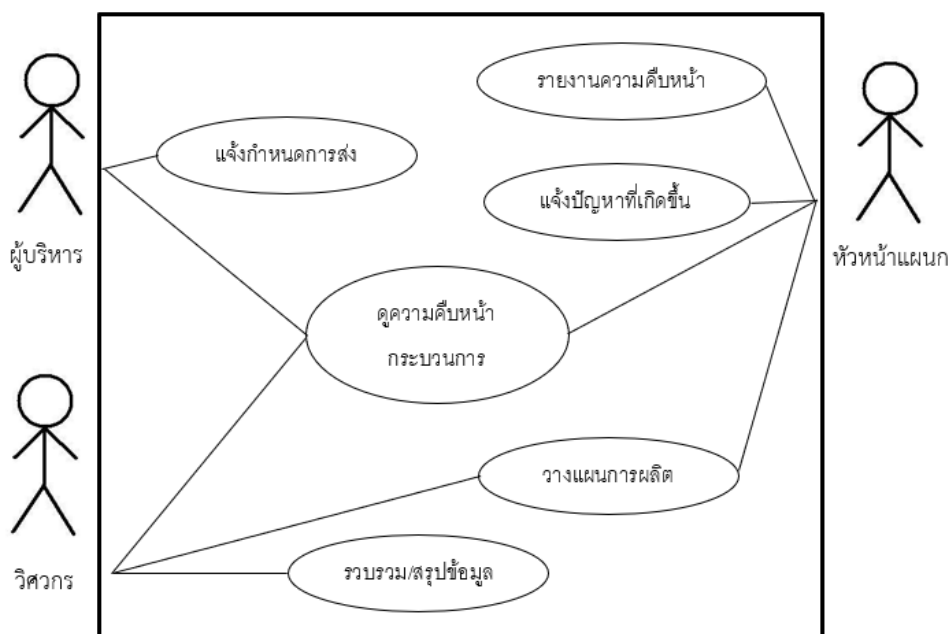 รายงานความคืบหน้า
แจ้งกำหนดการส่ง
แจ้งปัญหาที่เกิดขึ้น
ผู้บริหาร
หัวหน้าแผนก
ดูความคืบหน้า
กระบวนการ
วางแผนการผลิต
รวบรวม/สรุปข้อมูล
วิศวกร